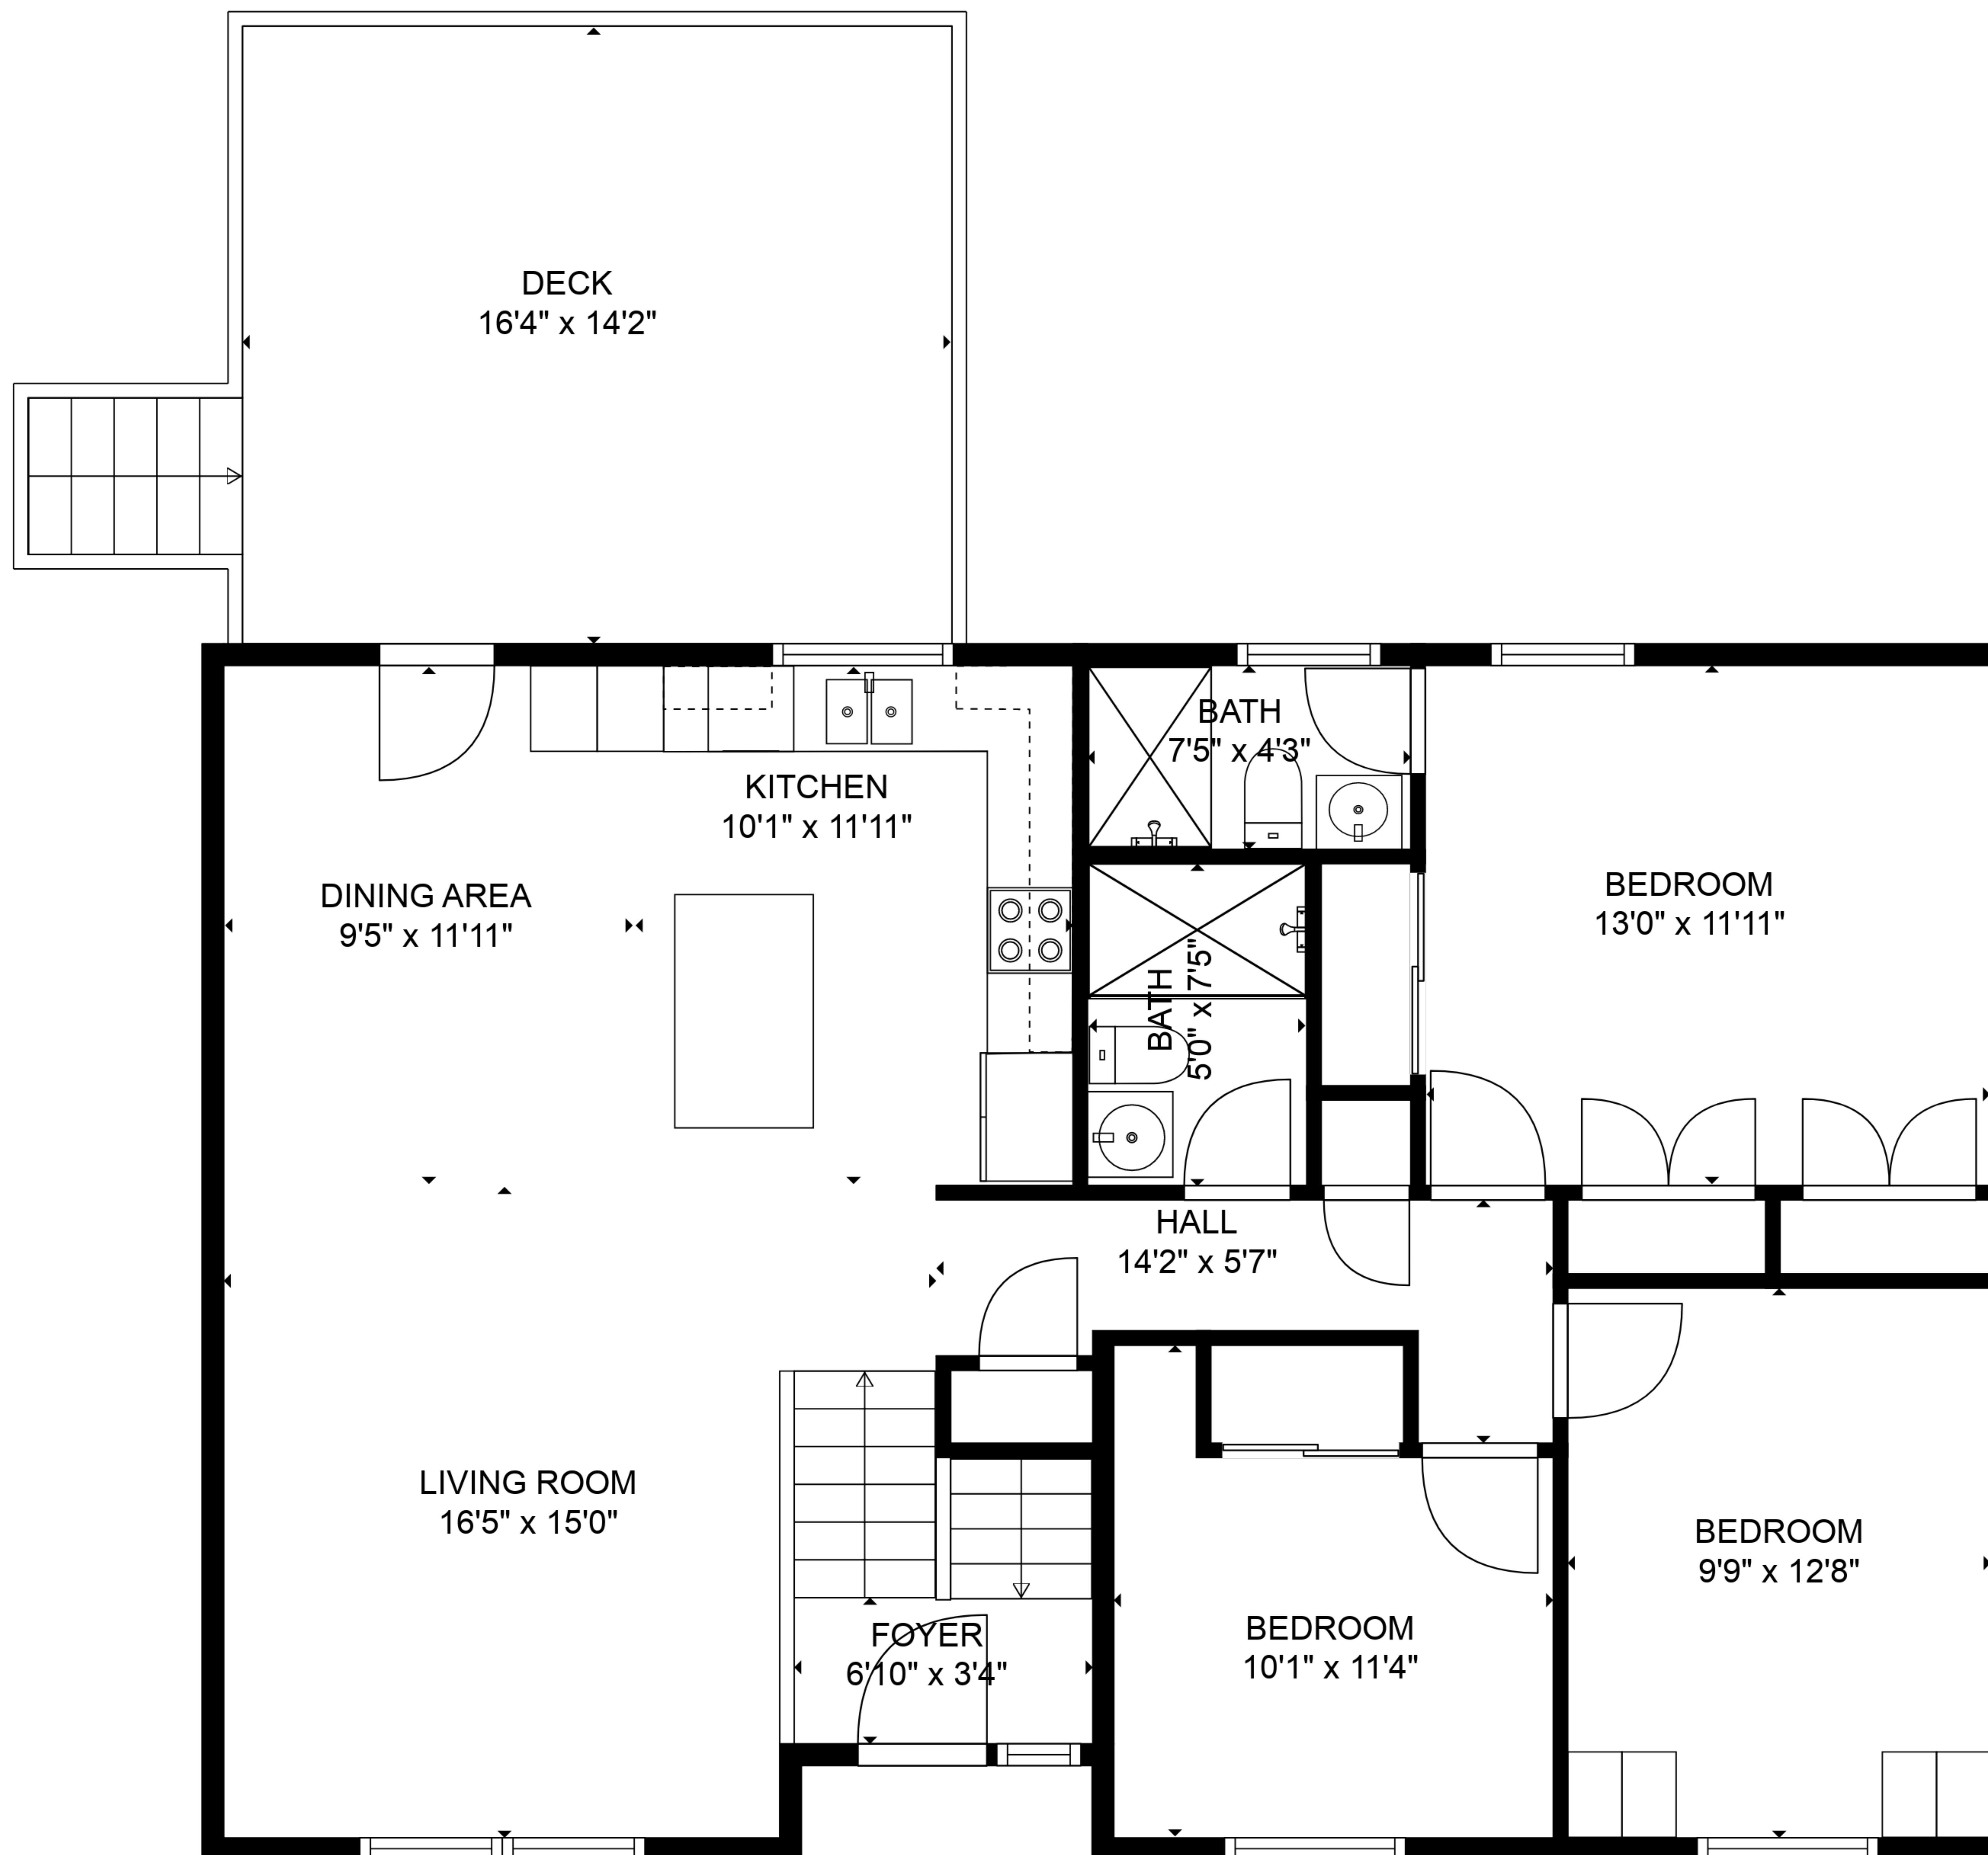 DECK
16'4" x 14'2"
BATH
7'5" x 4'3"
KITCHEN
10'1" x 11'11"
DINING AREA
9'5" x 11'11"
BEDROOM
13'0" x 11'11"
BATH
5'0" x 7'5"
HALL
14'2" x 5'7"
LIVING ROOM
16'5" x 15'0"
BEDROOM
9'9" x 12'8"
FOYER
6'10" x 3'4"
BEDROOM
10'1" x 11'4"